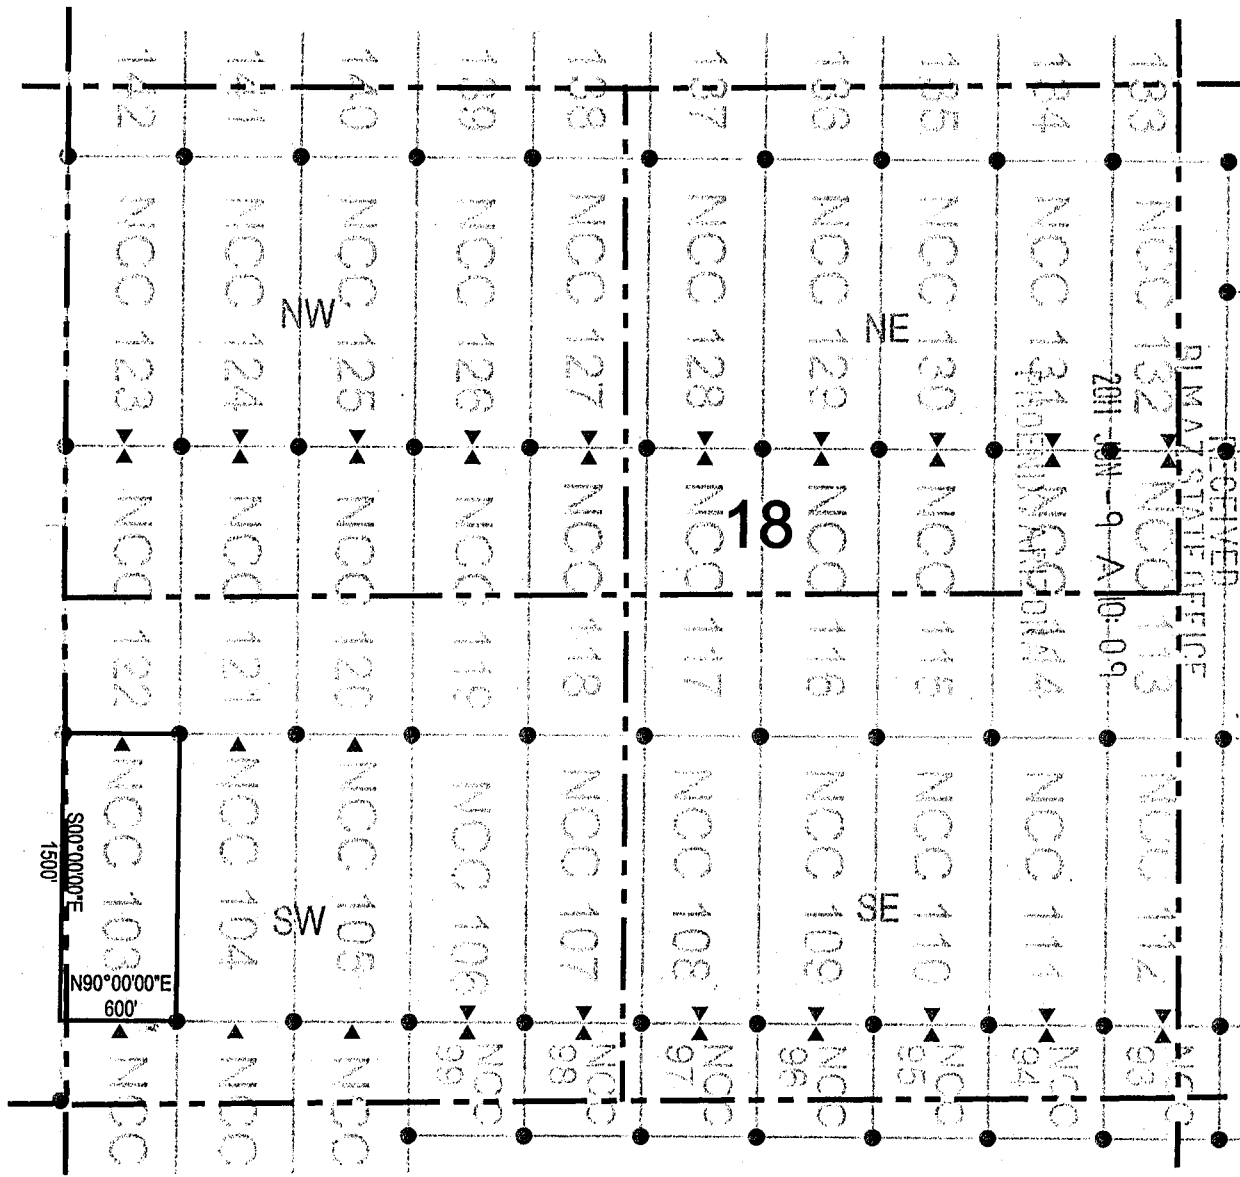 142
141
140
139
138
137
136
135
134
133
NCC 123
NCC 124
NCC 125
NCC 126
NCC 127
NCC 128
NCC 129
NCC 130
NCC 131
NCC 132
NW
NE
18
RECEIVED
BLM AZ STATE OFFICE
2011 JUN -9 A 10: 09
PHOENIX, ARIZONA
NCC 122
NCC 121
NCC 120
NCC 119
NCC 118
NCC 117
NCC 116
NCC 115
NCC 114
NCC 113
NCC 103
NCC 104
NCC 105
NCC 106
NCC 107
NCC 108
NCC 109
NCC 110
NCC 111
NCC 112
SW
SE
S00°00'00"E
1500'
N90°00'00"E
600'
NCC
NCC
NCC
NCC
99
NCC
98
NCC
97
NCC
96
NCC
95
NCC
94
NCC
93